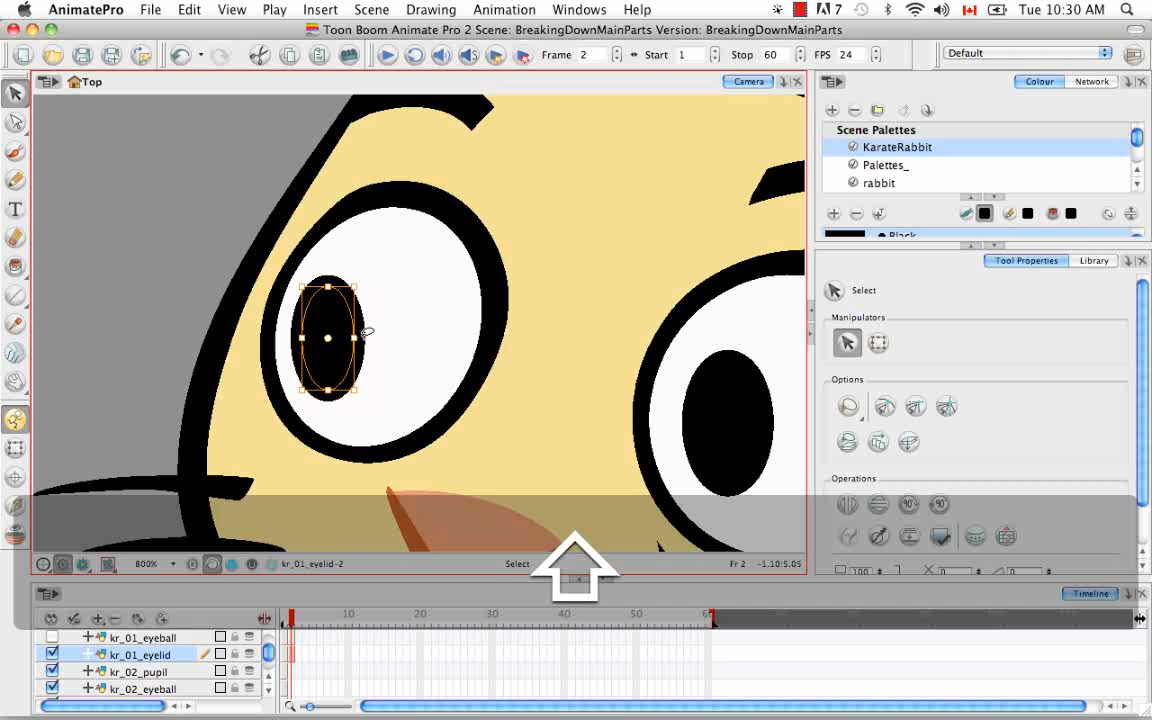 AnimatePro File Edit View Play Insert Scene Drawing Animation Windows Help 7 Tue 10:30 AM
Toon Boom Animate Pro 2 Scene: BreakingDownMainParts Version: BreakingDownMainParts
Frame 2 Start 1 Stop 60 FPS 24 Default
Top Camera Colour Network
Scene Palettes
KarateRabbit
Palettes_
rabbit
Black
Tool Properties Library
Select
Manipulators
Options
Operations
800% kr_01_eyelid-2 Select Fr 2 -1.10:5.05
Timeline
10 20 30 40 50
kr_01_eyeball
kr_01_eyelid
kr_02_pupil
kr_02_eyeball